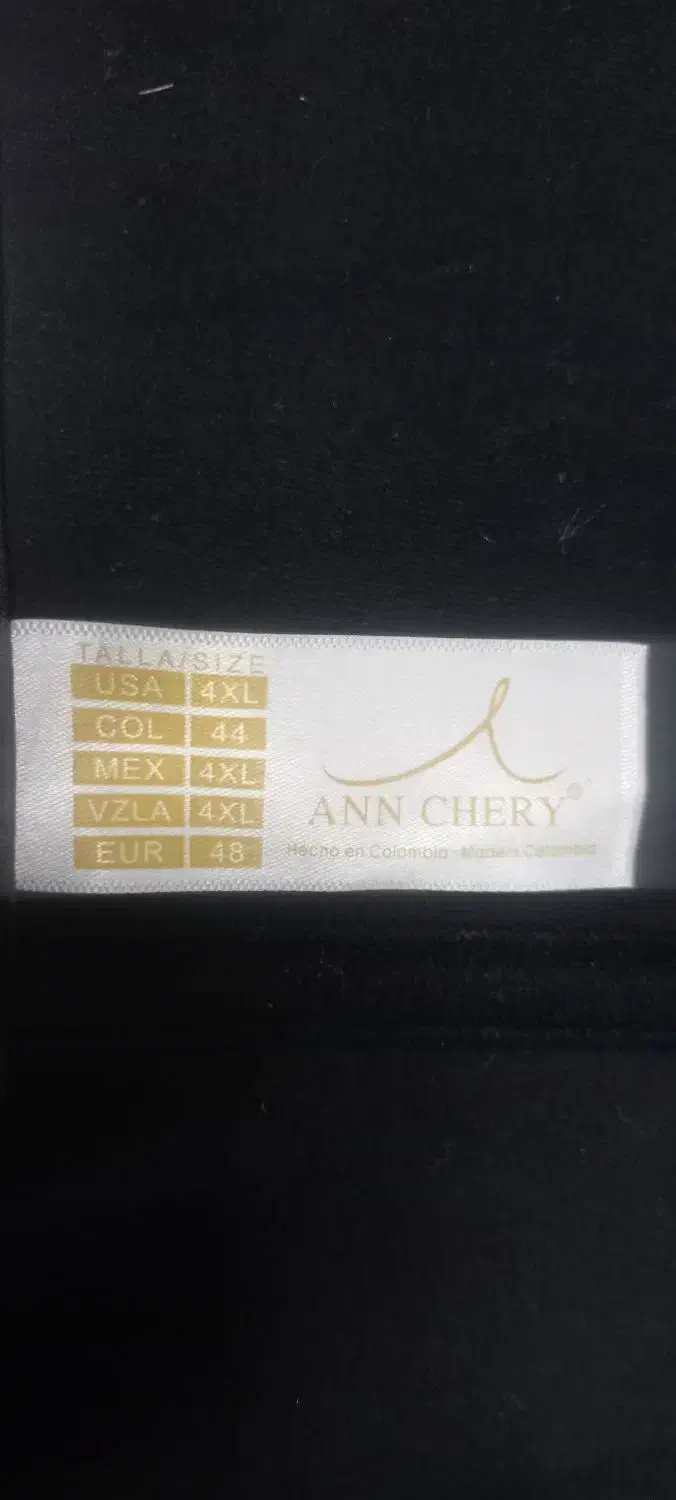 TALLA/SIZE
USA 4XL
COL 44
MEX 4XL
VZLA 4XL
EUR 48
ANN CHERY®
Hecho en Colombia - Made in Colombia